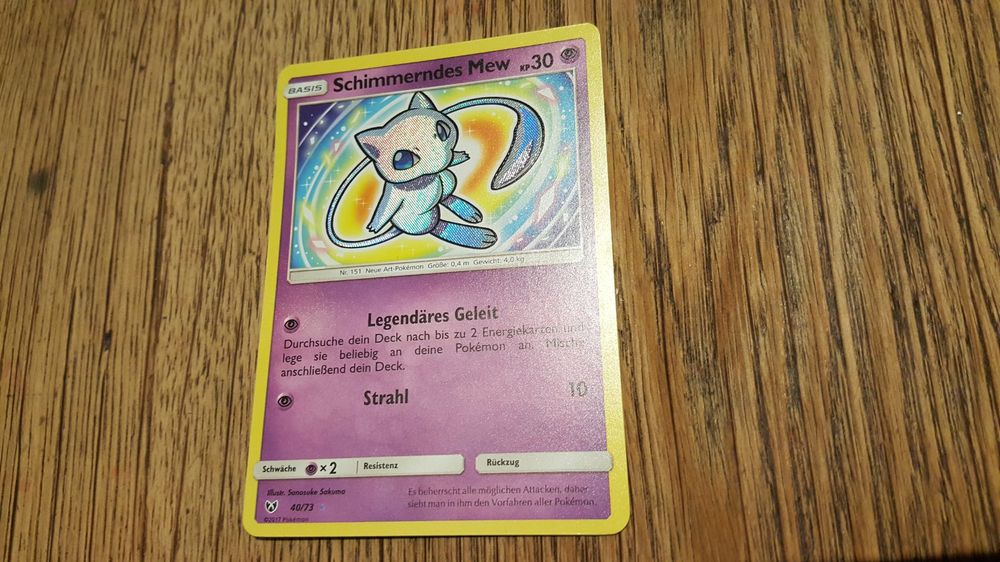 BASIS Schimmerndes Mew KP30
Nr. 151 Neue Art-Pokémon Größe: 0,4 m Gewicht: 4,0 kg
Legendäres Geleit
Durchsuche dein Deck nach bis zu 2 Energiekarten und
lege sie beliebig an deine Pokémon an. Mische
anschließend dein Deck.
Strahl 10
Schwäche ×2 Resistenz Rückzug
Illustr. Sanosuke Sakuma
40/73
©2017 Pokémon
Es beherrscht alle möglichen Attacken, daher
sieht man in ihm den Vorfahren aller Pokémon.